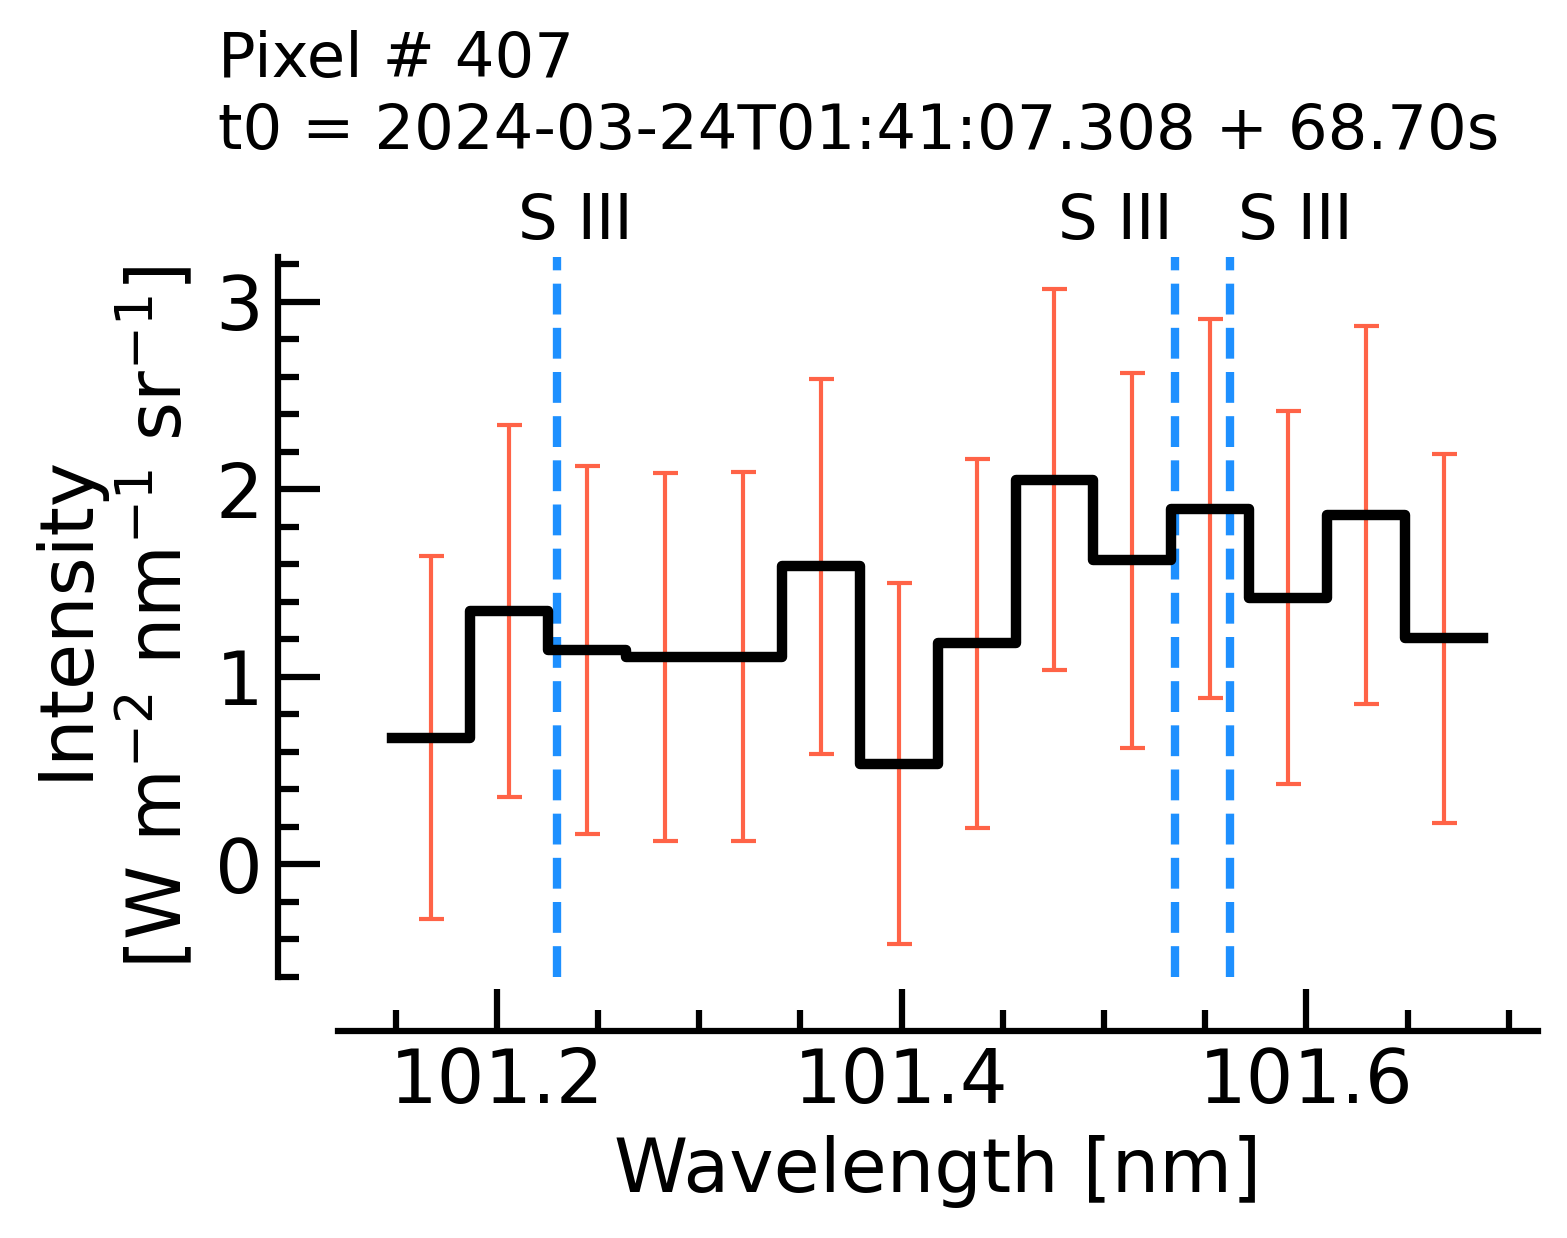 Pixel # 407
t0 = 2024-03-24T01:41:07.308 + 68.70s
S III S III S III
Intensity
[W m⁻² nm⁻¹ sr⁻¹]
3
2
1
0
101.2 101.4 101.6
Wavelength [nm]